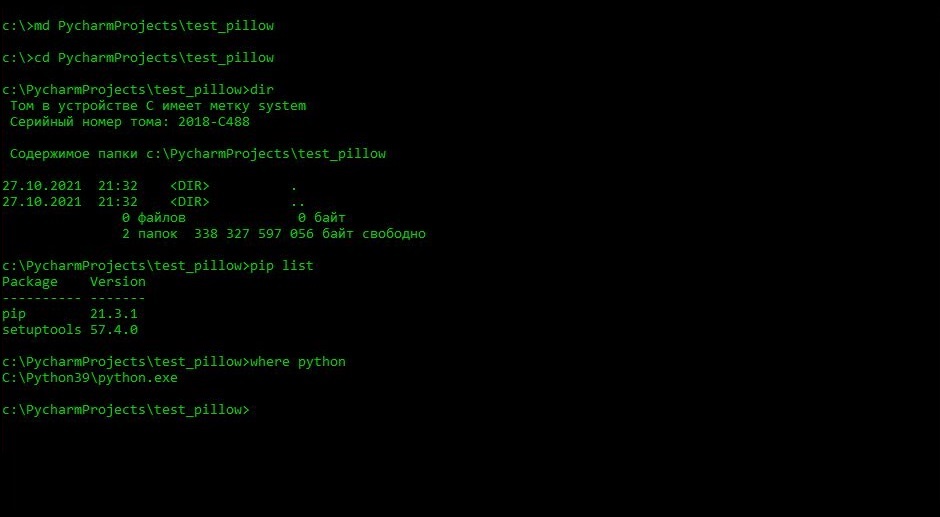 c:\>md PycharmProjects\test_pillow
c:\>cd PycharmProjects\test_pillow
c:\PycharmProjects\test_pillow>dir
 Том в устройстве C имеет метку system
 Серийный номер тома: 2018-C488
 Содержимое папки c:\PycharmProjects\test_pillow
27.10.2021  21:32    <DIR>          .
27.10.2021  21:32    <DIR>          ..
               0 файлов              0 байт
               2 папок  338 327 597 056 байт свободно
c:\PycharmProjects\test_pillow>pip list
Package    Version
---------- -------
pip        21.3.1
setuptools 57.4.0
c:\PycharmProjects\test_pillow>where python
C:\Python39\python.exe
c:\PycharmProjects\test_pillow>